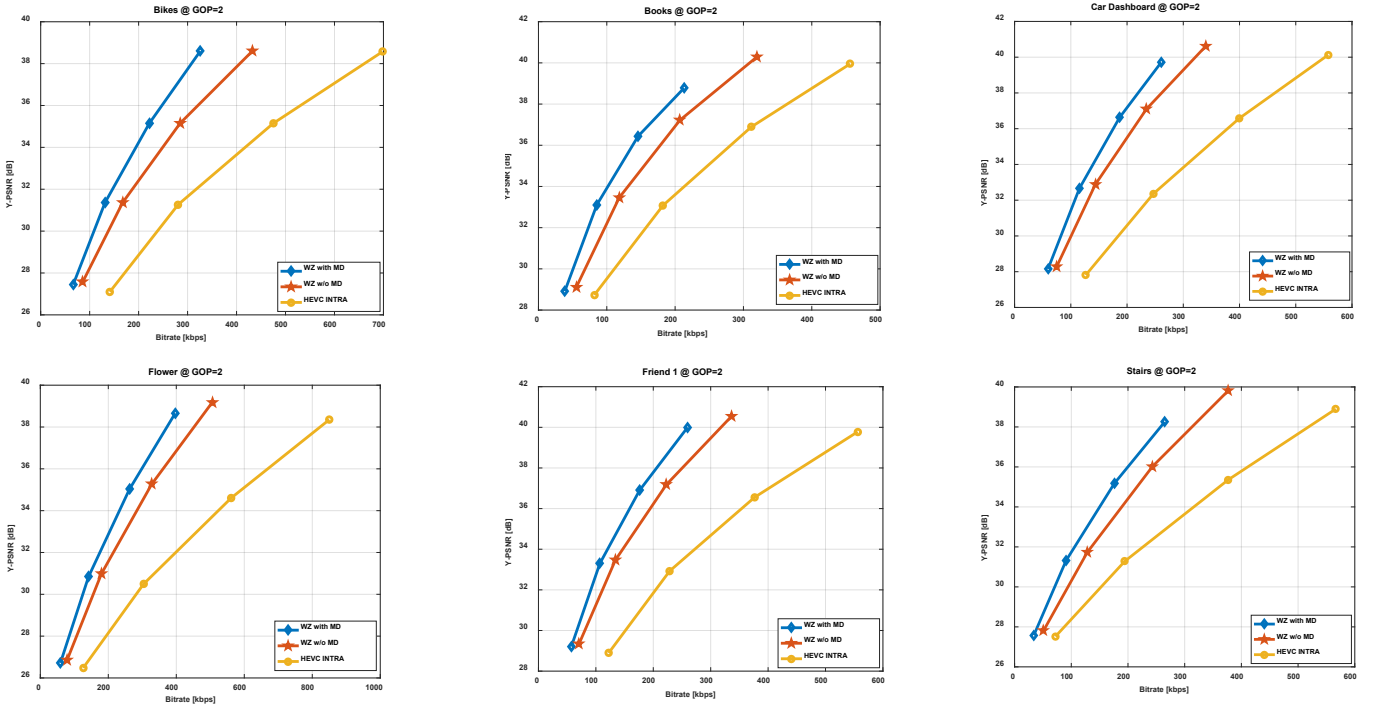 Bikes @ GOP=2
40
38
36
33
31
30
28
26
Y-PSNR [dB]
0 100 200 300 400 500 600 700
Bitrate [kbps]
WZ with MD
WZ w/o MD
HEVC INTRA
Books @ GOP=2
42
40
38
36
34
32
30
28
Y-PSNR [dB]
0 100 200 300 400 500
Bitrate [kbps]
WZ with MD
WZ w/o MD
HEVC INTRA
Car Dashboard @ GOP=2
42
40
38
36
34
32
30
28
26
Y-PSNR [dB]
0 100 200 300 400 500 600
Bitrate [kbps]
WZ with MD
WZ w/o MD
HEVC INTRA
Flower @ GOP=2
40
38
36
34
32
30
28
26
Y-PSNR [dB]
0 200 400 600 800 1000
Bitrate [kbps]
WZ with MD
WZ w/o MD
HEVC INTRA
Friend 1 @ GOP=2
42
40
38
36
34
32
30
28
Y-PSNR [dB]
0 100 200 300 400 500 600
Bitrate [kbps]
WZ with MD
WZ w/o MD
HEVC INTRA
Stairs @ GOP=2
40
38
36
34
32
30
28
26
Y-PSNR [dB]
0 100 200 300 400 500 600
Bitrate [kbps]
WZ with MD
WZ w/o MD
HEVC INTRA